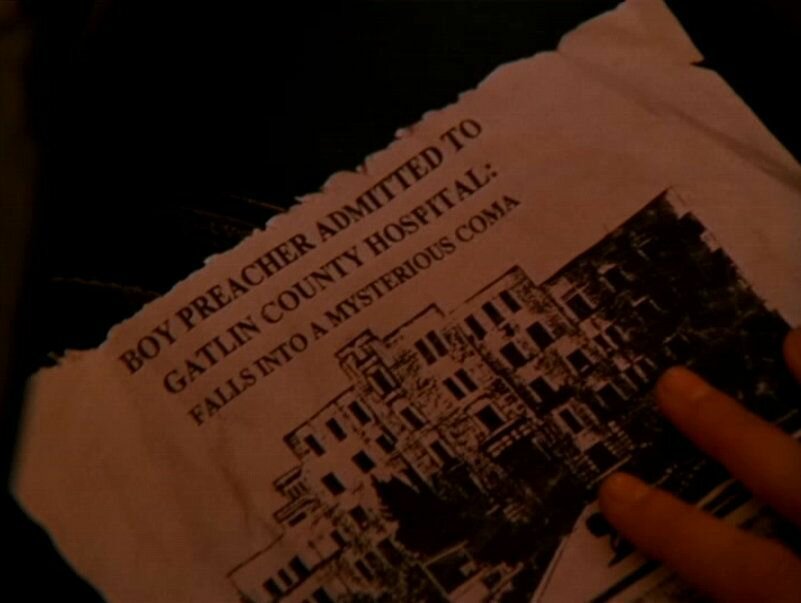 BOY PREACHER ADMITTED TO
GATLIN COUNTY HOSPITAL:
FALLS INTO A MYSTERIOUS COMA